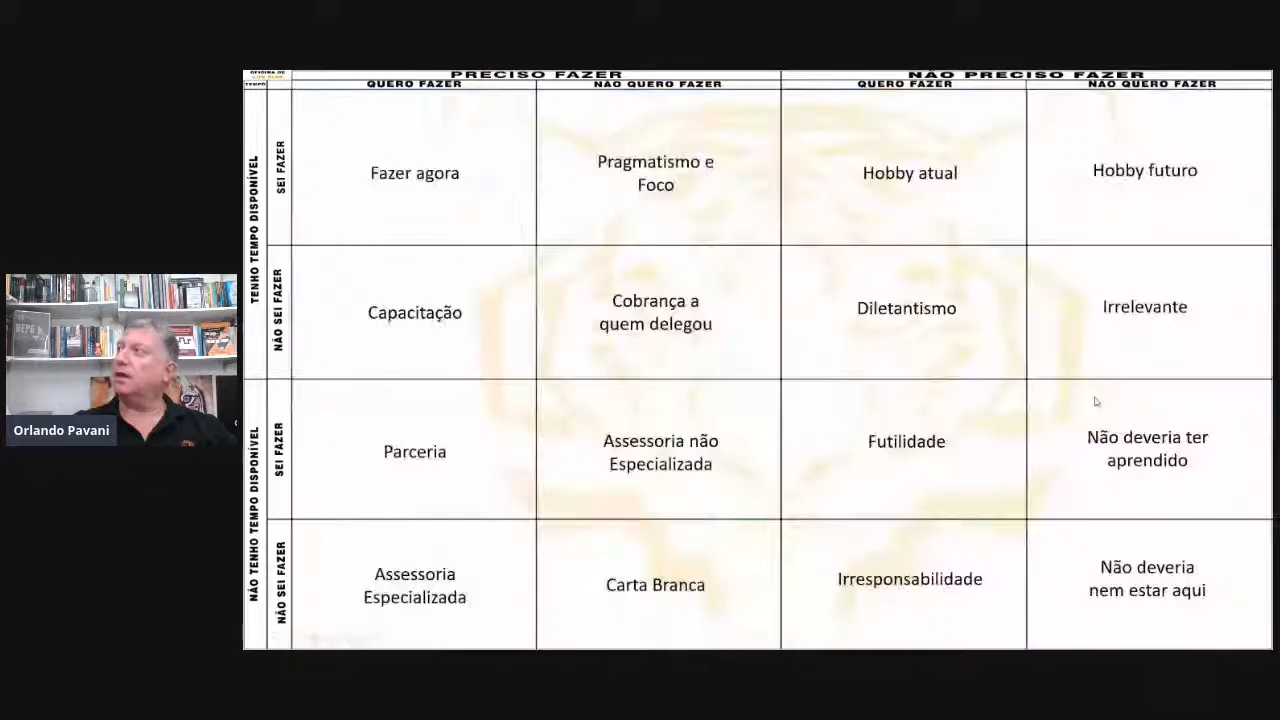 OFICINA DE
PRECISO FAZER
NÃO PRECISO FAZER
TEMPO
QUERO FAZER
NÃO QUERO FAZER
QUERO FAZER
NÃO QUERO FAZER
TENHO TEMPO DISPONÍVEL
SEI FAZER
Fazer agora
Pragmatismo e
Foco
Hobby atual
Hobby futuro
NÃO SEI FAZER
Capacitação
Cobrança a
quem delegou
Diletantismo
Irrelevante
NÃO TENHO TEMPO DISPONÍVEL
SEI FAZER
Parceria
Assessoria não
Especializada
Futilidade
Não deveria ter
aprendido
NÃO SEI FAZER
Assessoria
Especializada
Carta Branca
Irresponsabilidade
Não deveria
nem estar aqui
Orlando Pavani